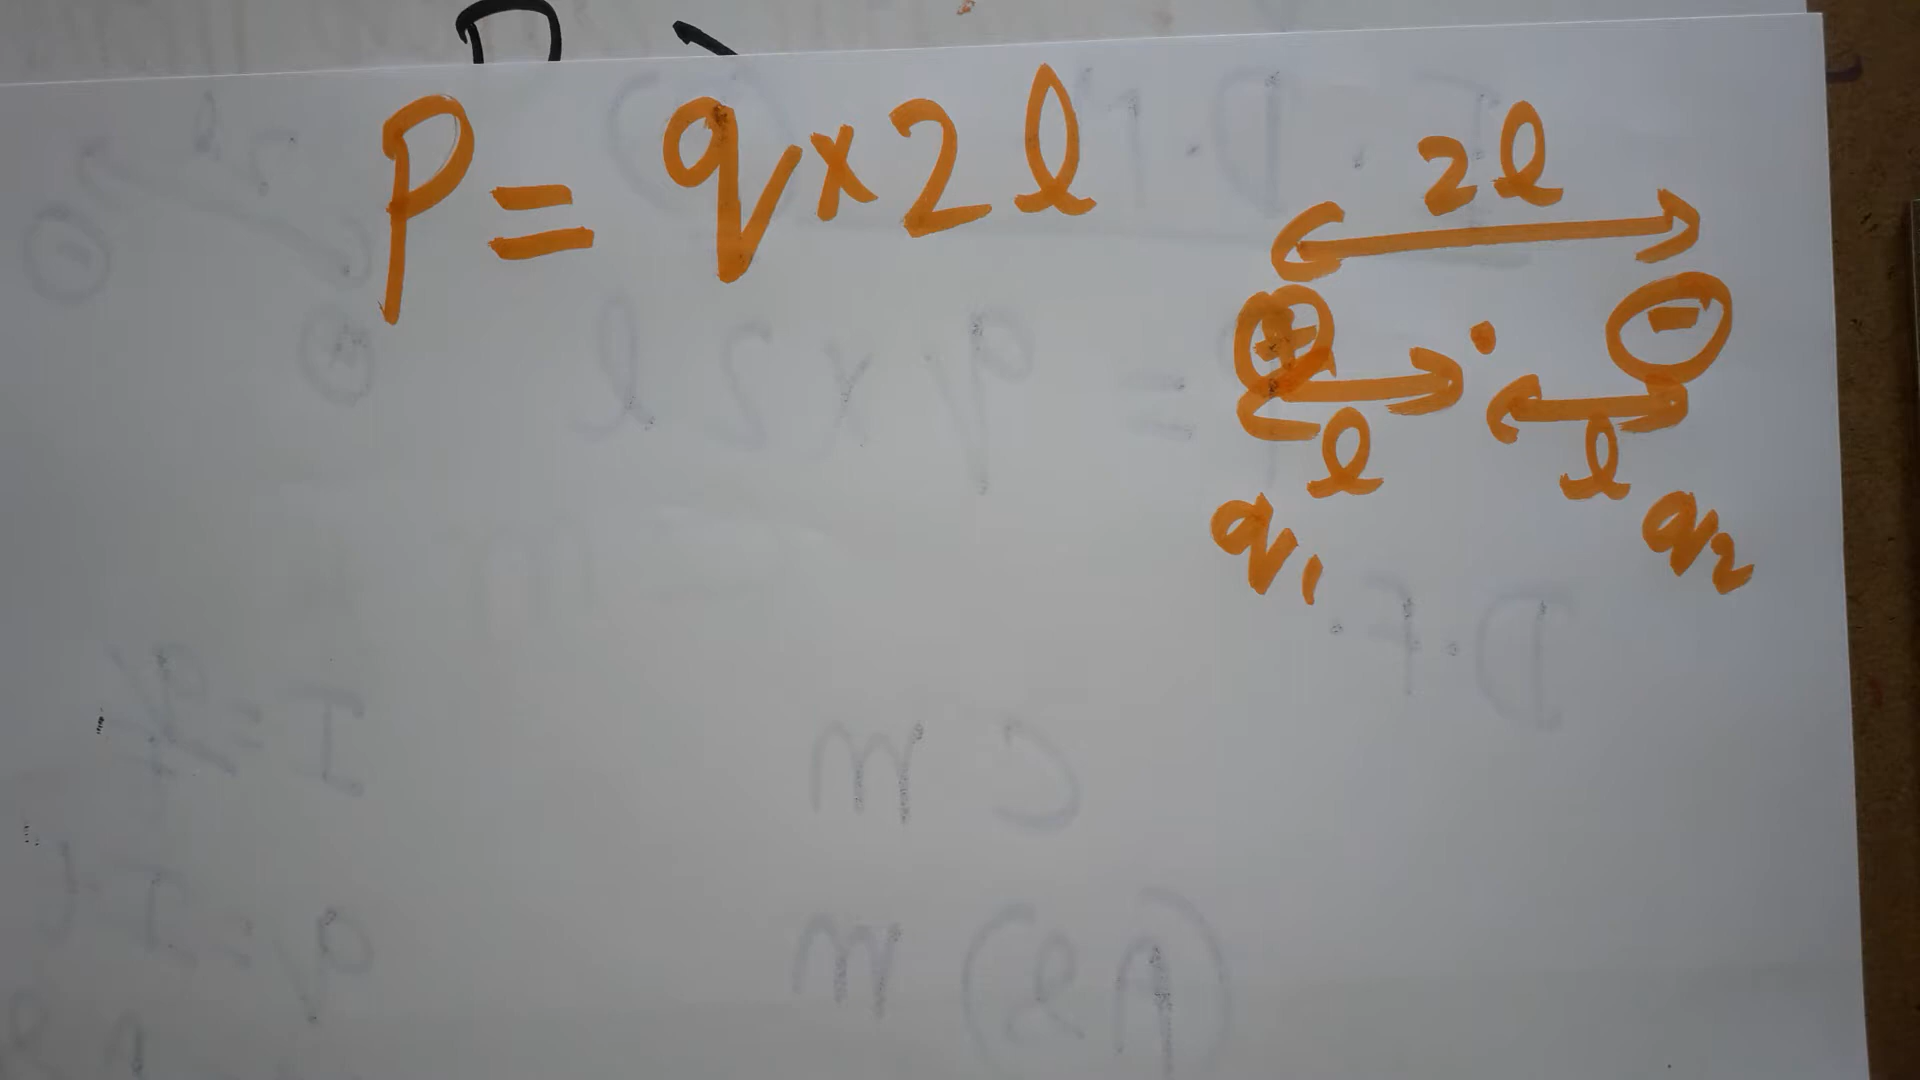 P = q × 2l
2l
+ −
l l
q1 q2